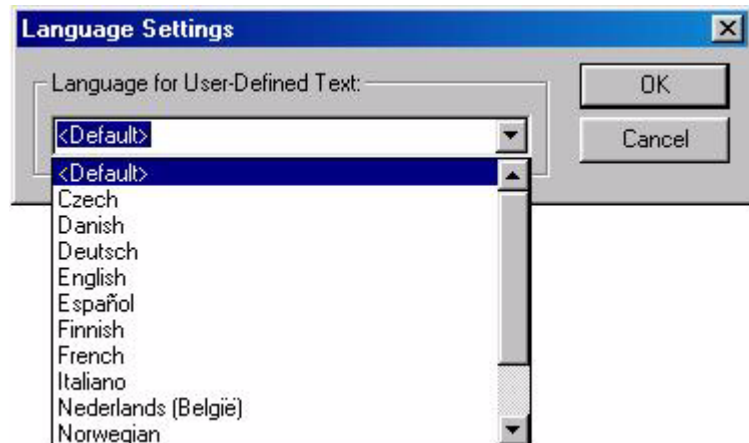 Language Settings
Language for User-Defined Text:
OK
<Default>
Cancel
<Default>
Czech
Danish
Deutsch
English
Español
Finnish
French
Italiano
Nederlands (België)
Norwegian